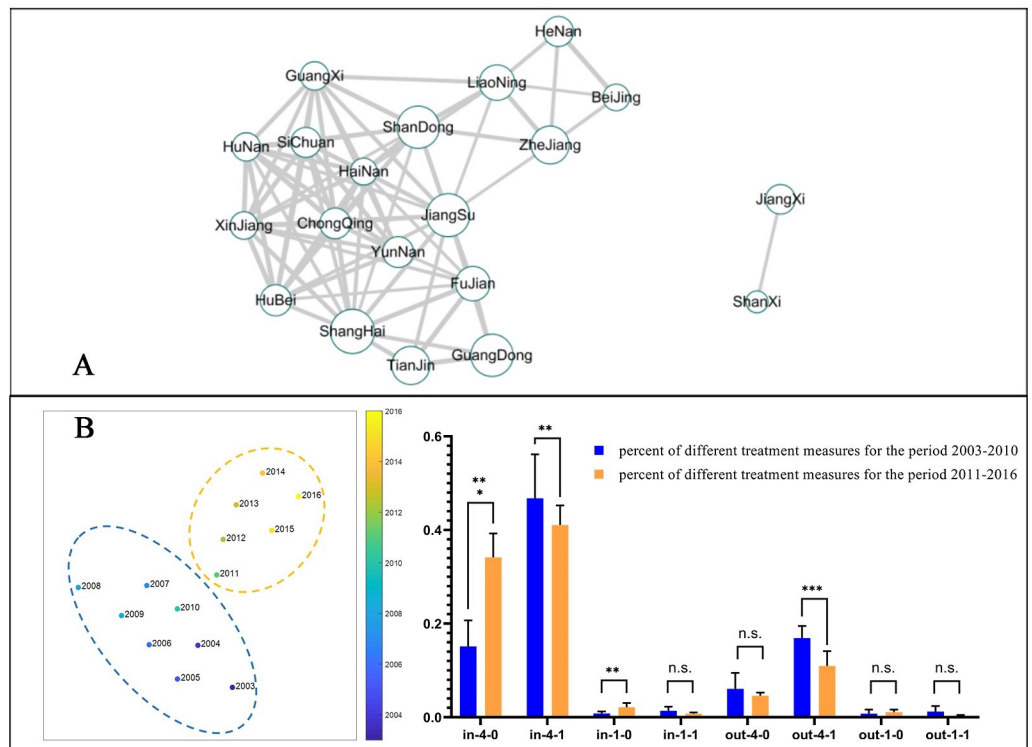 HeNan
GuangXi
LiaoNing
BeiJing
ShanDong
ZheJiang
HuNan
SiChuan
HaiNan
JiangXi
XinJiang
ChongQing
JiangSu
YunNan
FuJian
HuBei
ShanXi
ShangHai
GuangDong
TianJin
A
B
2014
2016
2013
2015
2012
2011
2008
2007
2010
2009
2006
2004
2005
2003
2016
2014
2012
2010
2008
2006
2004
0.6
0.4
0.2
0.0
percent of different treatment measures for the period 2003-2010
percent of different treatment measures for the period 2011-2016
**
*
**
**
n.s.
n.s.
***
n.s.
n.s.
in-4-0
in-4-1
in-1-0
in-1-1
out-4-0
out-4-1
out-1-0
out-1-1